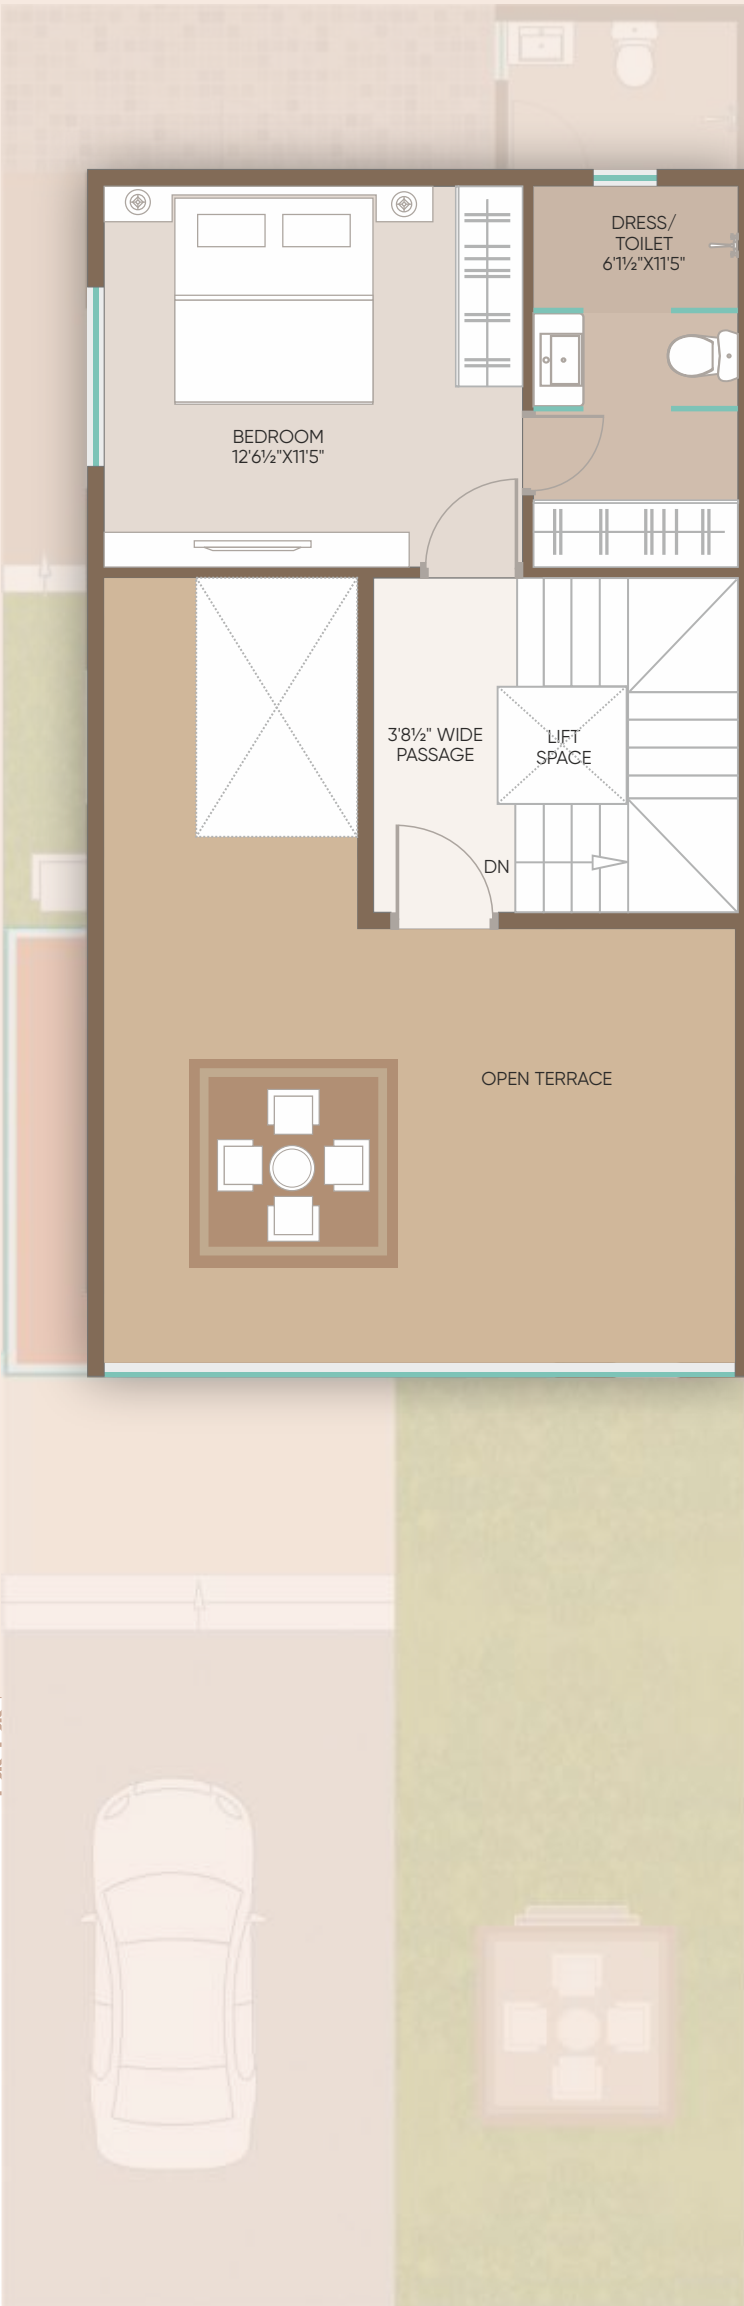 DRESS/
TOILET
6'1½"X11'5"
BEDROOM
12'6½"X11'5"
3'8½" WIDE
PASSAGE
LIFT
SPACE
DN
OPEN TERRACE